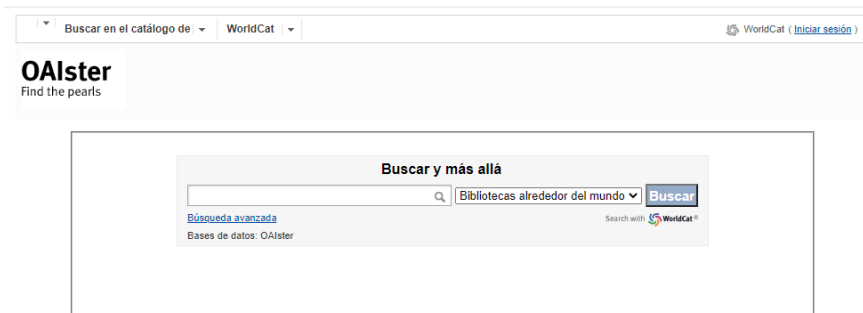 Buscar en el catálogo de WorldCat WorldCat ( Iniciar sesión )
OAIster
Find the pearls
Buscar y más allá
Bibliotecas alrededor del mundo Buscar
Búsqueda avanzada Search with WorldCat®
Bases de datos: OAIster